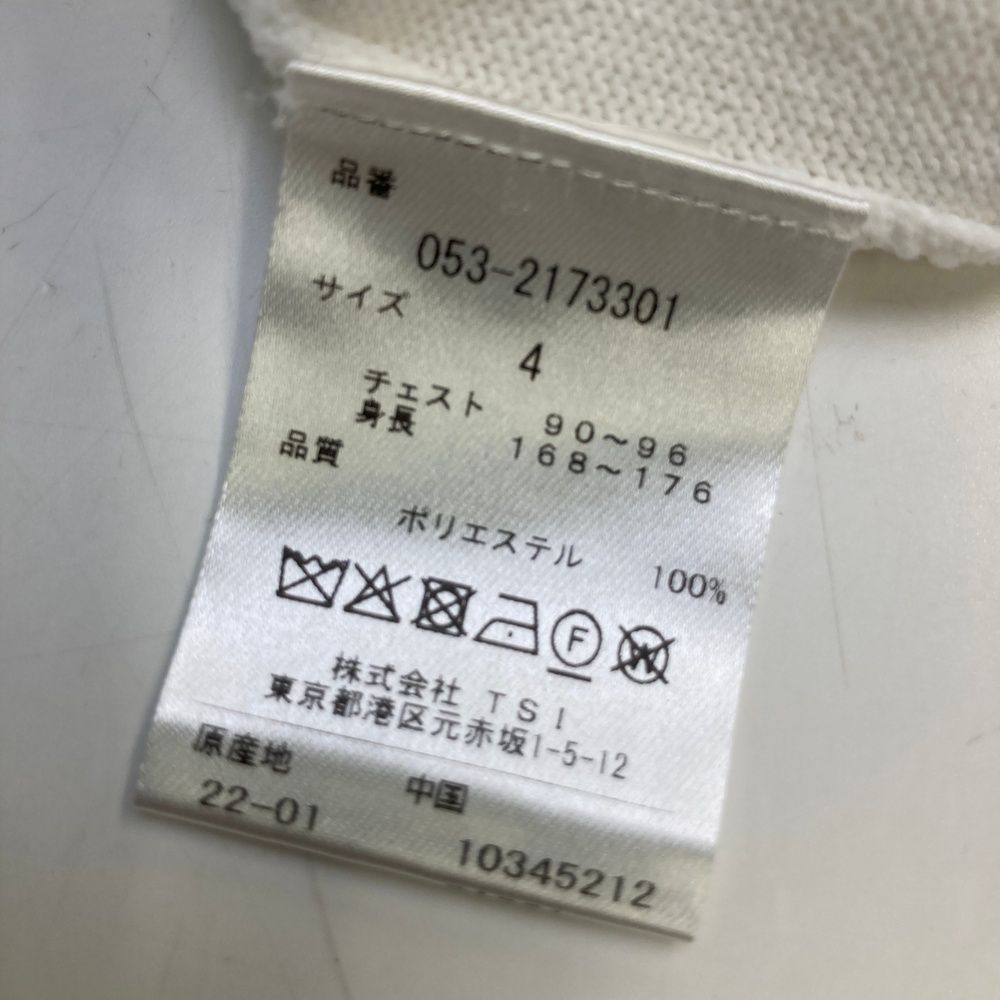 品番
053-2173301
サイズ
4
チェスト 90~96
身長 168~176
品質
ポリエステル 100%
F W
株式会社 TSI
東京都港区元赤坂1-5-12
原産地 中国
22-01 10345212